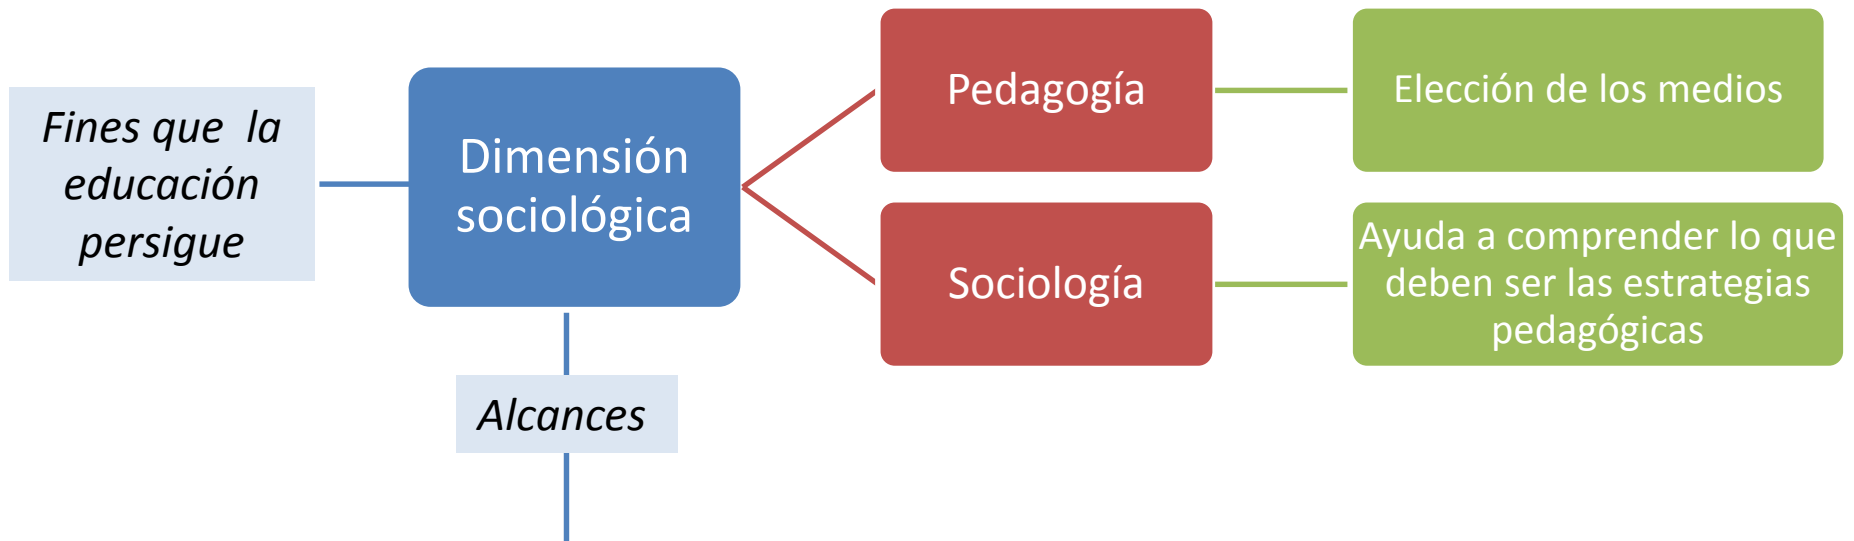 Fines que la
educación
persigue
Dimensión
sociológica
Pedagogía
Elección de los medios
Sociología
Ayuda a comprender lo que
deben ser las estrategias
pedagógicas
Alcances